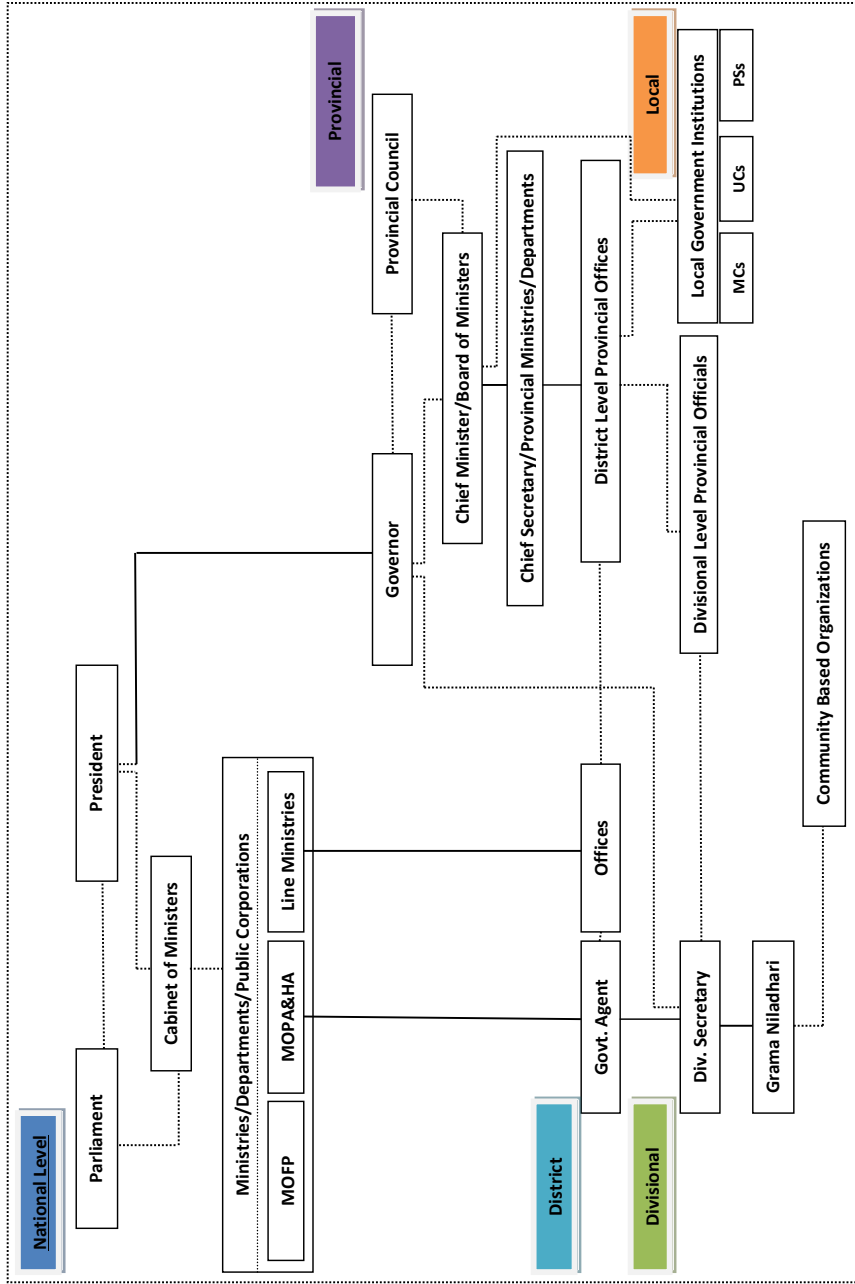 National Level
Parliament
President
Cabinet of Ministers
Ministries/Departments/Public Corporations
MOFP
MOPA&HA
Line Ministries
Provincial
Governor
Provincial Council
Chief Minister/Board of Ministers
Chief Secretary/Provincial Ministries/Departments
District
Govt. Agent
Offices
District Level Provincial Offices
Divisional
Div. Secretary
Divisional Level Provincial Officials
Local
Local Government Institutions
MCs
UCs
PSs
Grama Niladhari
Community Based Organizations